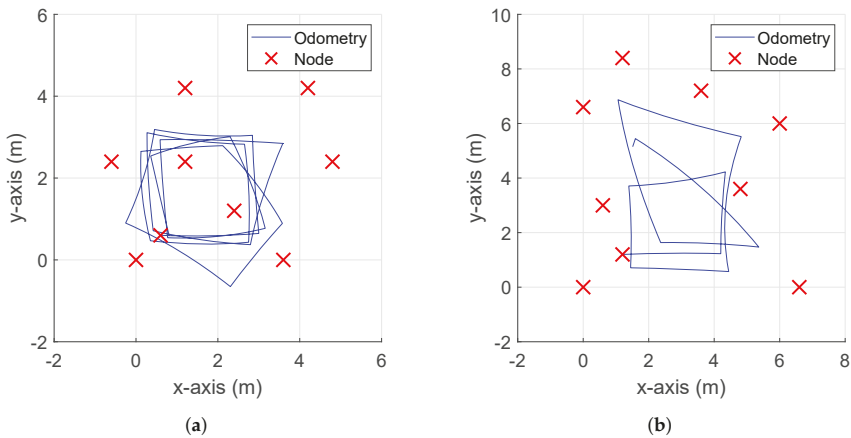 6
4
2
0
-2
-2 0 2 4 6
y-axis (m)
x-axis (m)
Odometry
Node
(a)
10
8
6
4
2
0
-2
-2 0 2 4 6 8
y-axis (m)
x-axis (m)
Odometry
Node
(b)